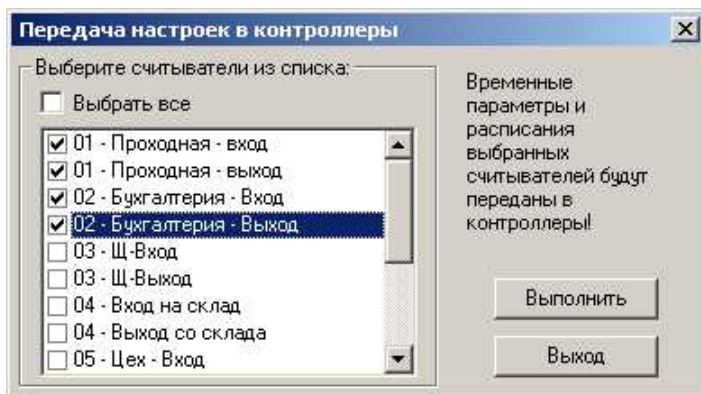 Передача настроек в контроллеры
Выберите считыватели из списка:
Выбрать все
01 - Проходная - вход
01 - Проходная - выход
02 - Бухгалтерия - Вход
02 - Бухгалтерия - Выход
03 - Щ-Вход
03 - Щ-Выход
04 - Вход на склад
04 - Выход со склада
05 - Цех - Вход
Временные
параметры и
расписания
выбранных
считывателей будут
переданы в
контроллеры!
Выполнить
Выход